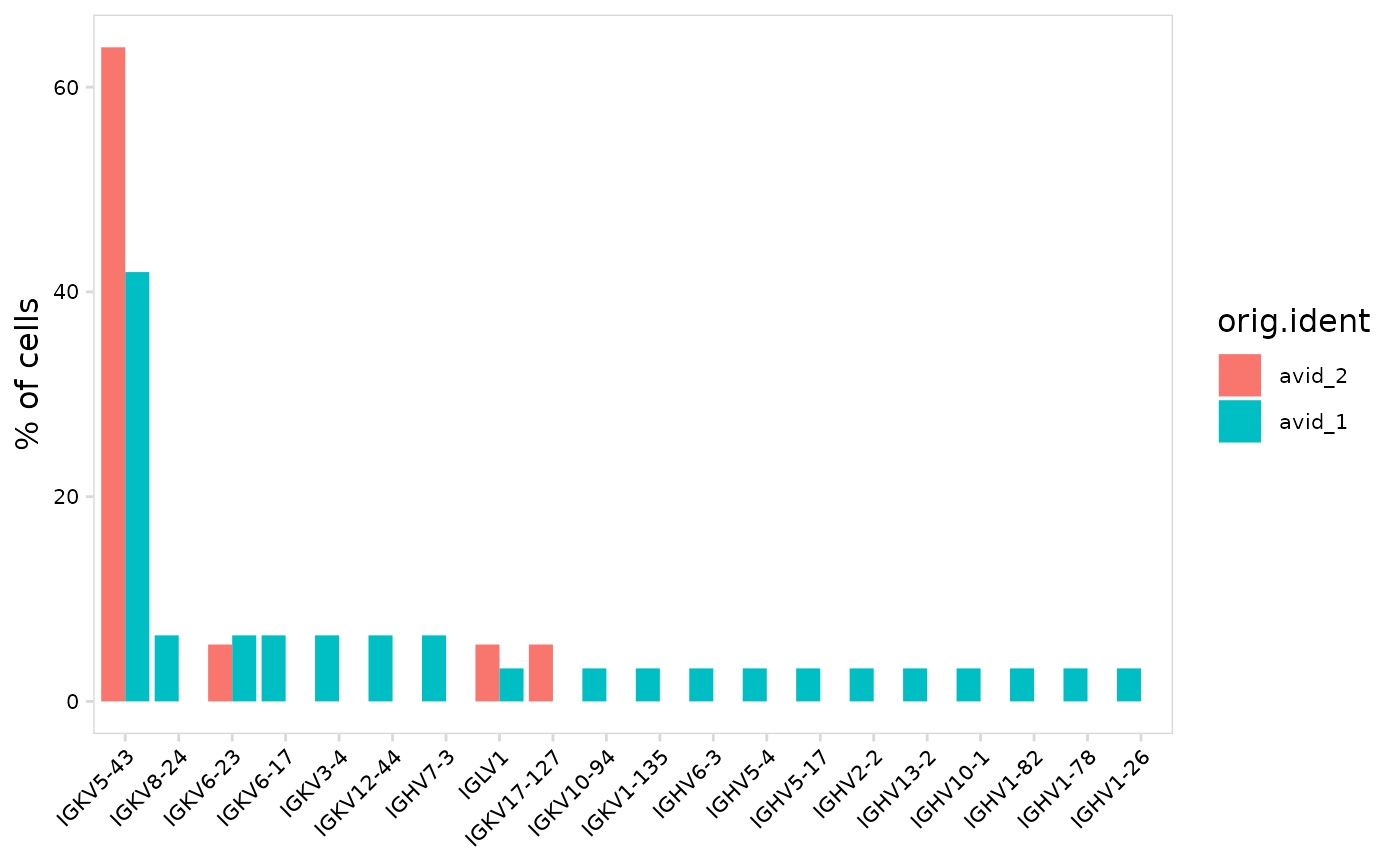 % of cells
60
40
20
0
IGKV5-43
IGKV8-24
IGKV6-23
IGKV6-17
IGKV3-4
IGKV12-44
IGHV7-3
IGLV1
IGKV17-127
IGKV10-94
IGKV1-135
IGHV6-3
IGHV5-4
IGHV5-17
IGHV2-2
IGHV13-2
IGHV10-1
IGHV1-82
IGHV1-78
IGHV1-26
orig.ident
avid_2
avid_1